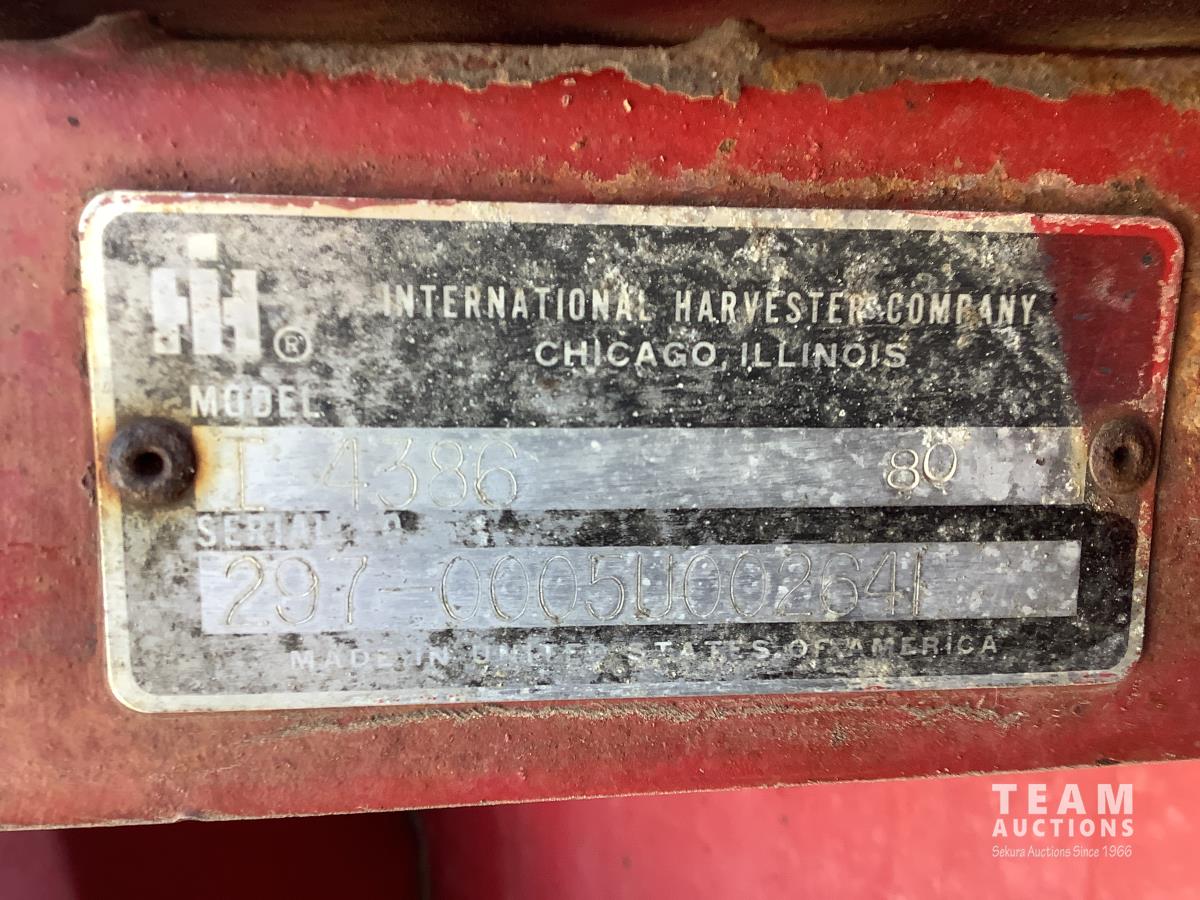 IH ®
INTERNATIONAL HARVESTER COMPANY
CHICAGO, ILLINOIS
MODEL
I 4386 80
SERIAL
297-0005U002641
MADE IN UNITED STATES OF AMERICA
TEAM
AUCTIONS
Sekura Auctions Since 1966